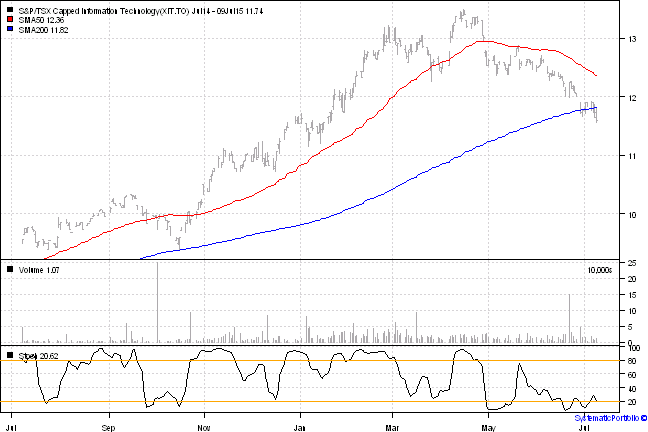 S&P/TSX Capped Information Technology(XIT.TO) Jul14 - 09Jul15 11.74
SMA50 12.36
SMA200 11.82
13
12
11
10
Volume 1.07
10,000s
25
20
15
10
5
0
Stoch 20.62
100
80
60
40
20
Jul
Sep
Nov
Jan
Mar
May
Jul
SystematicPortfolio ©